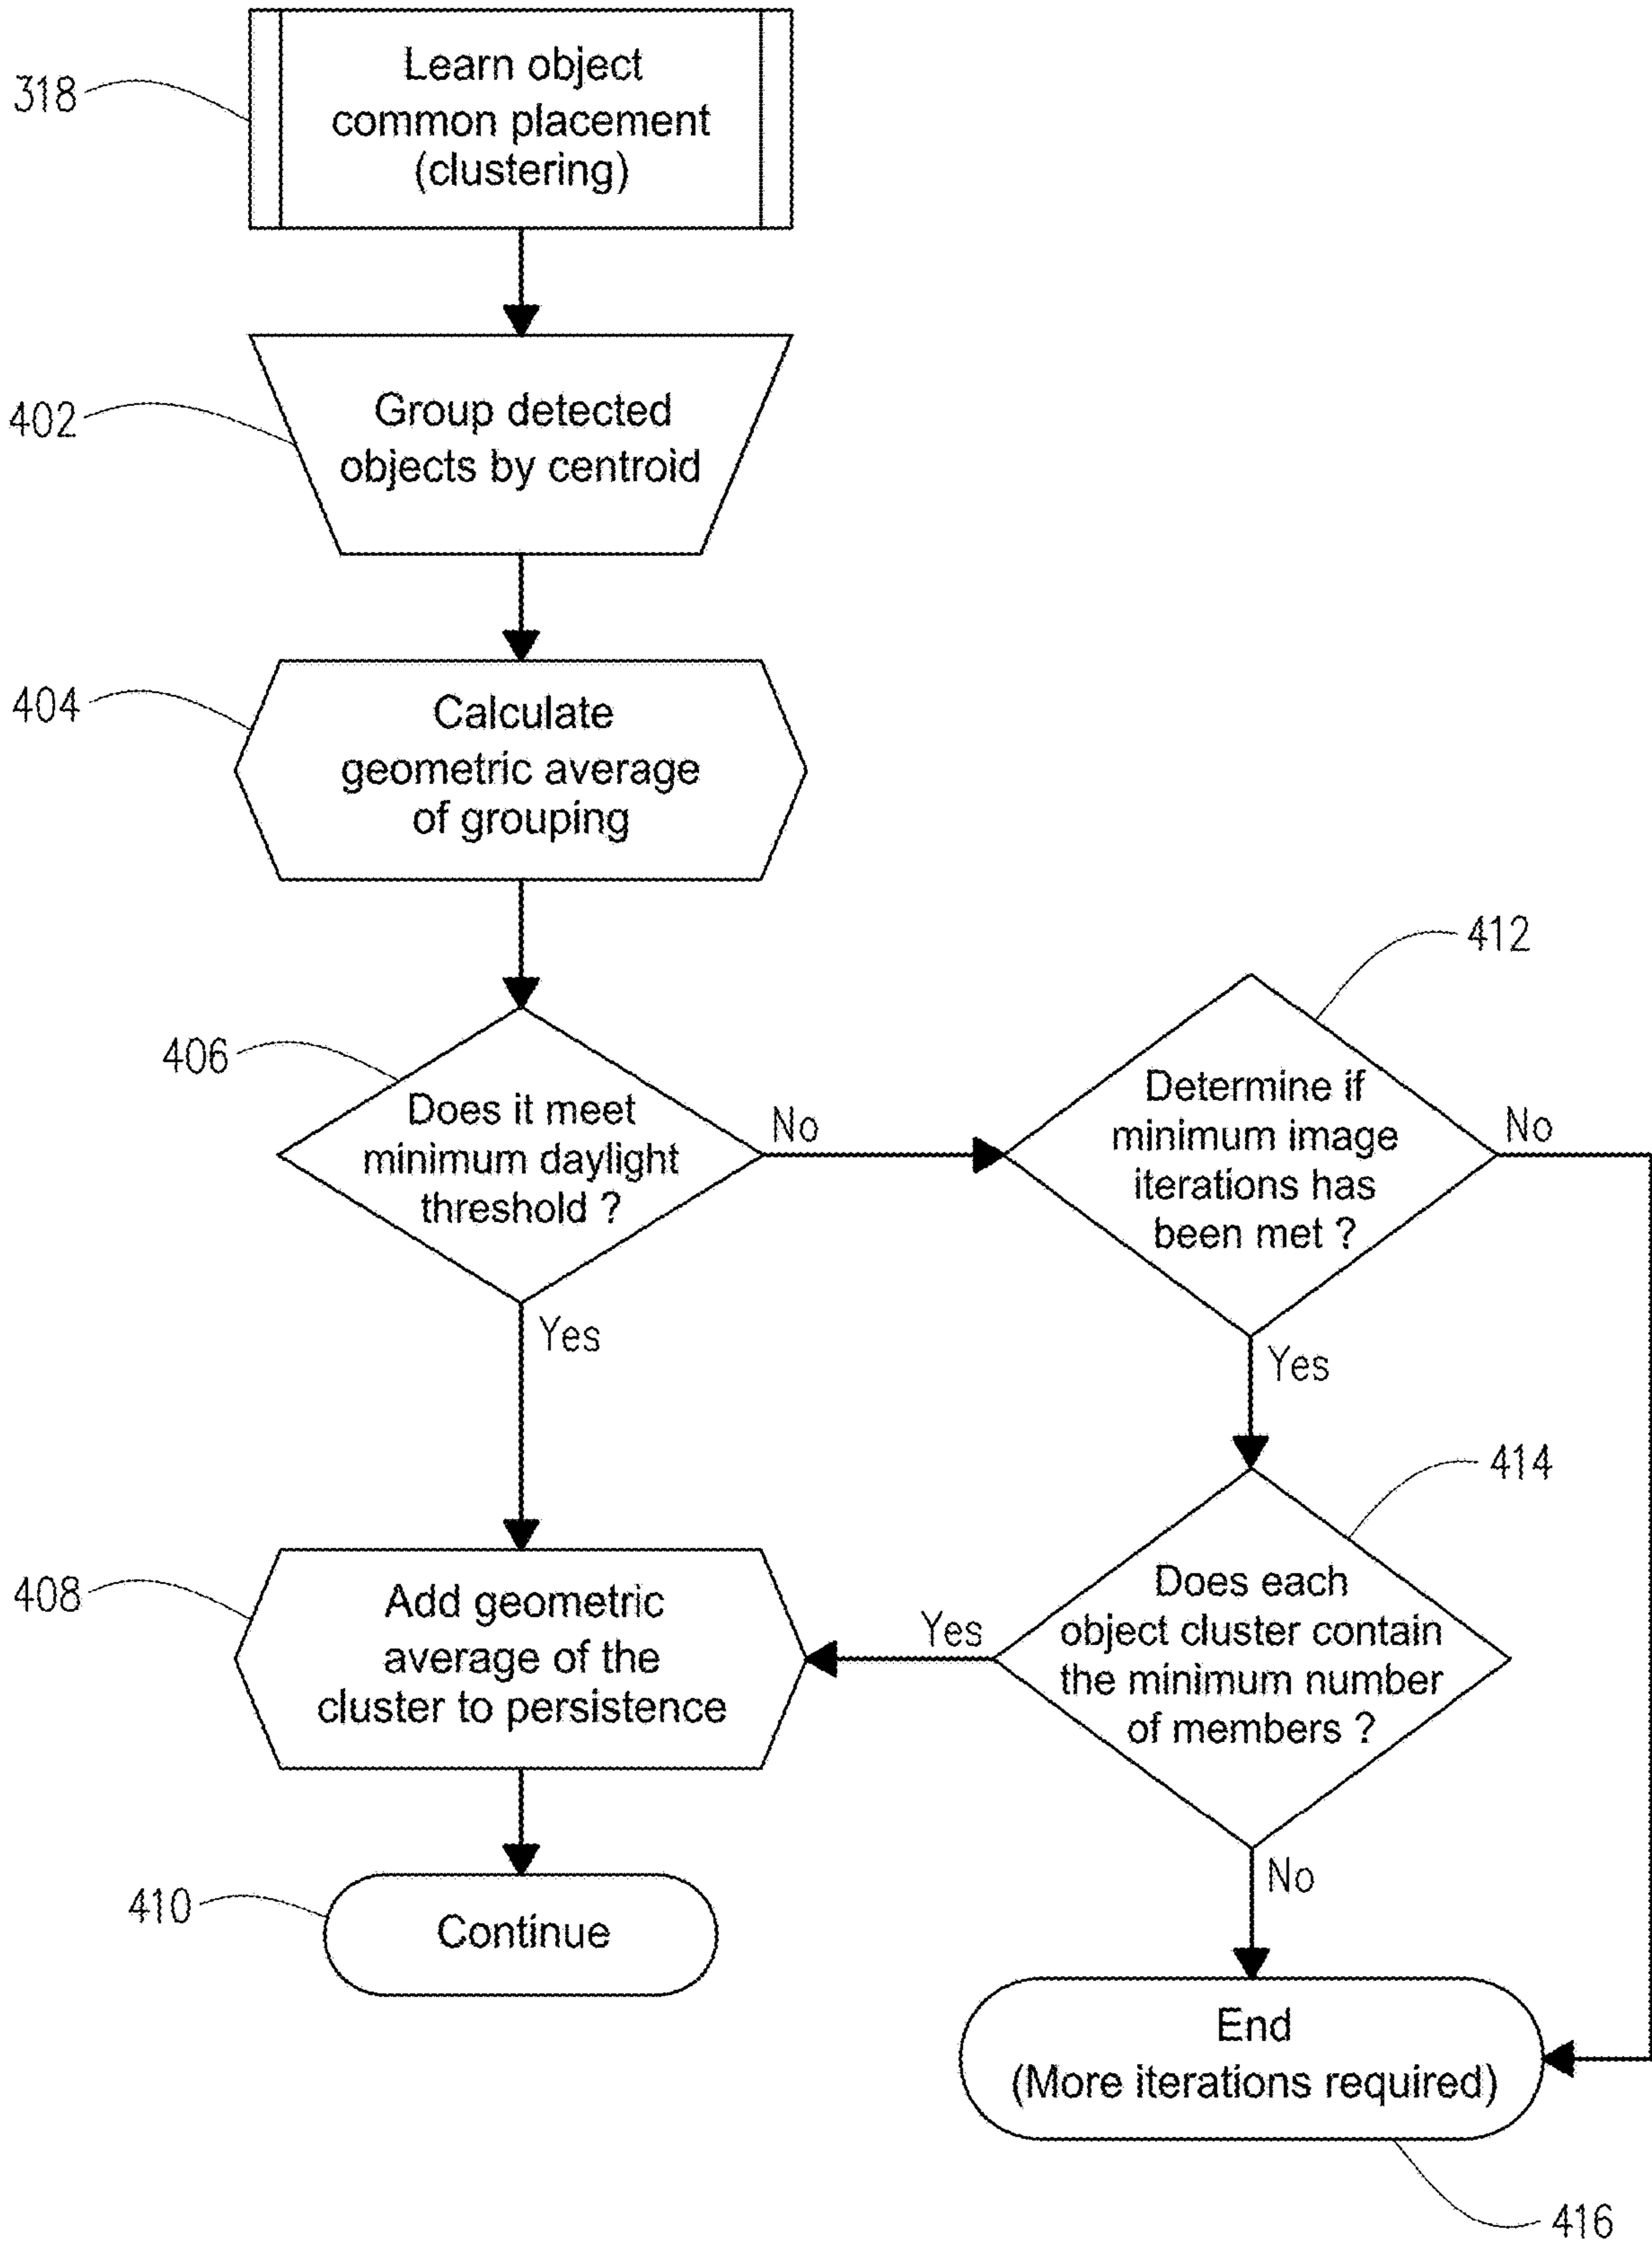 318
Learn object
common placement
(clustering)
402
Group detected
objects by centroid
404
Calculate
geometric average
of grouping
406
Does it meet
minimum daylight
threshold ?
No
Yes
412
Determine if
minimum image
iterations has
been met ?
No
Yes
414
Does each
object cluster contain
the minimum number
of members ?
Yes
No
408
Add geometric
average of the
cluster to persistence
410
Continue
End
(More iterations required)
416